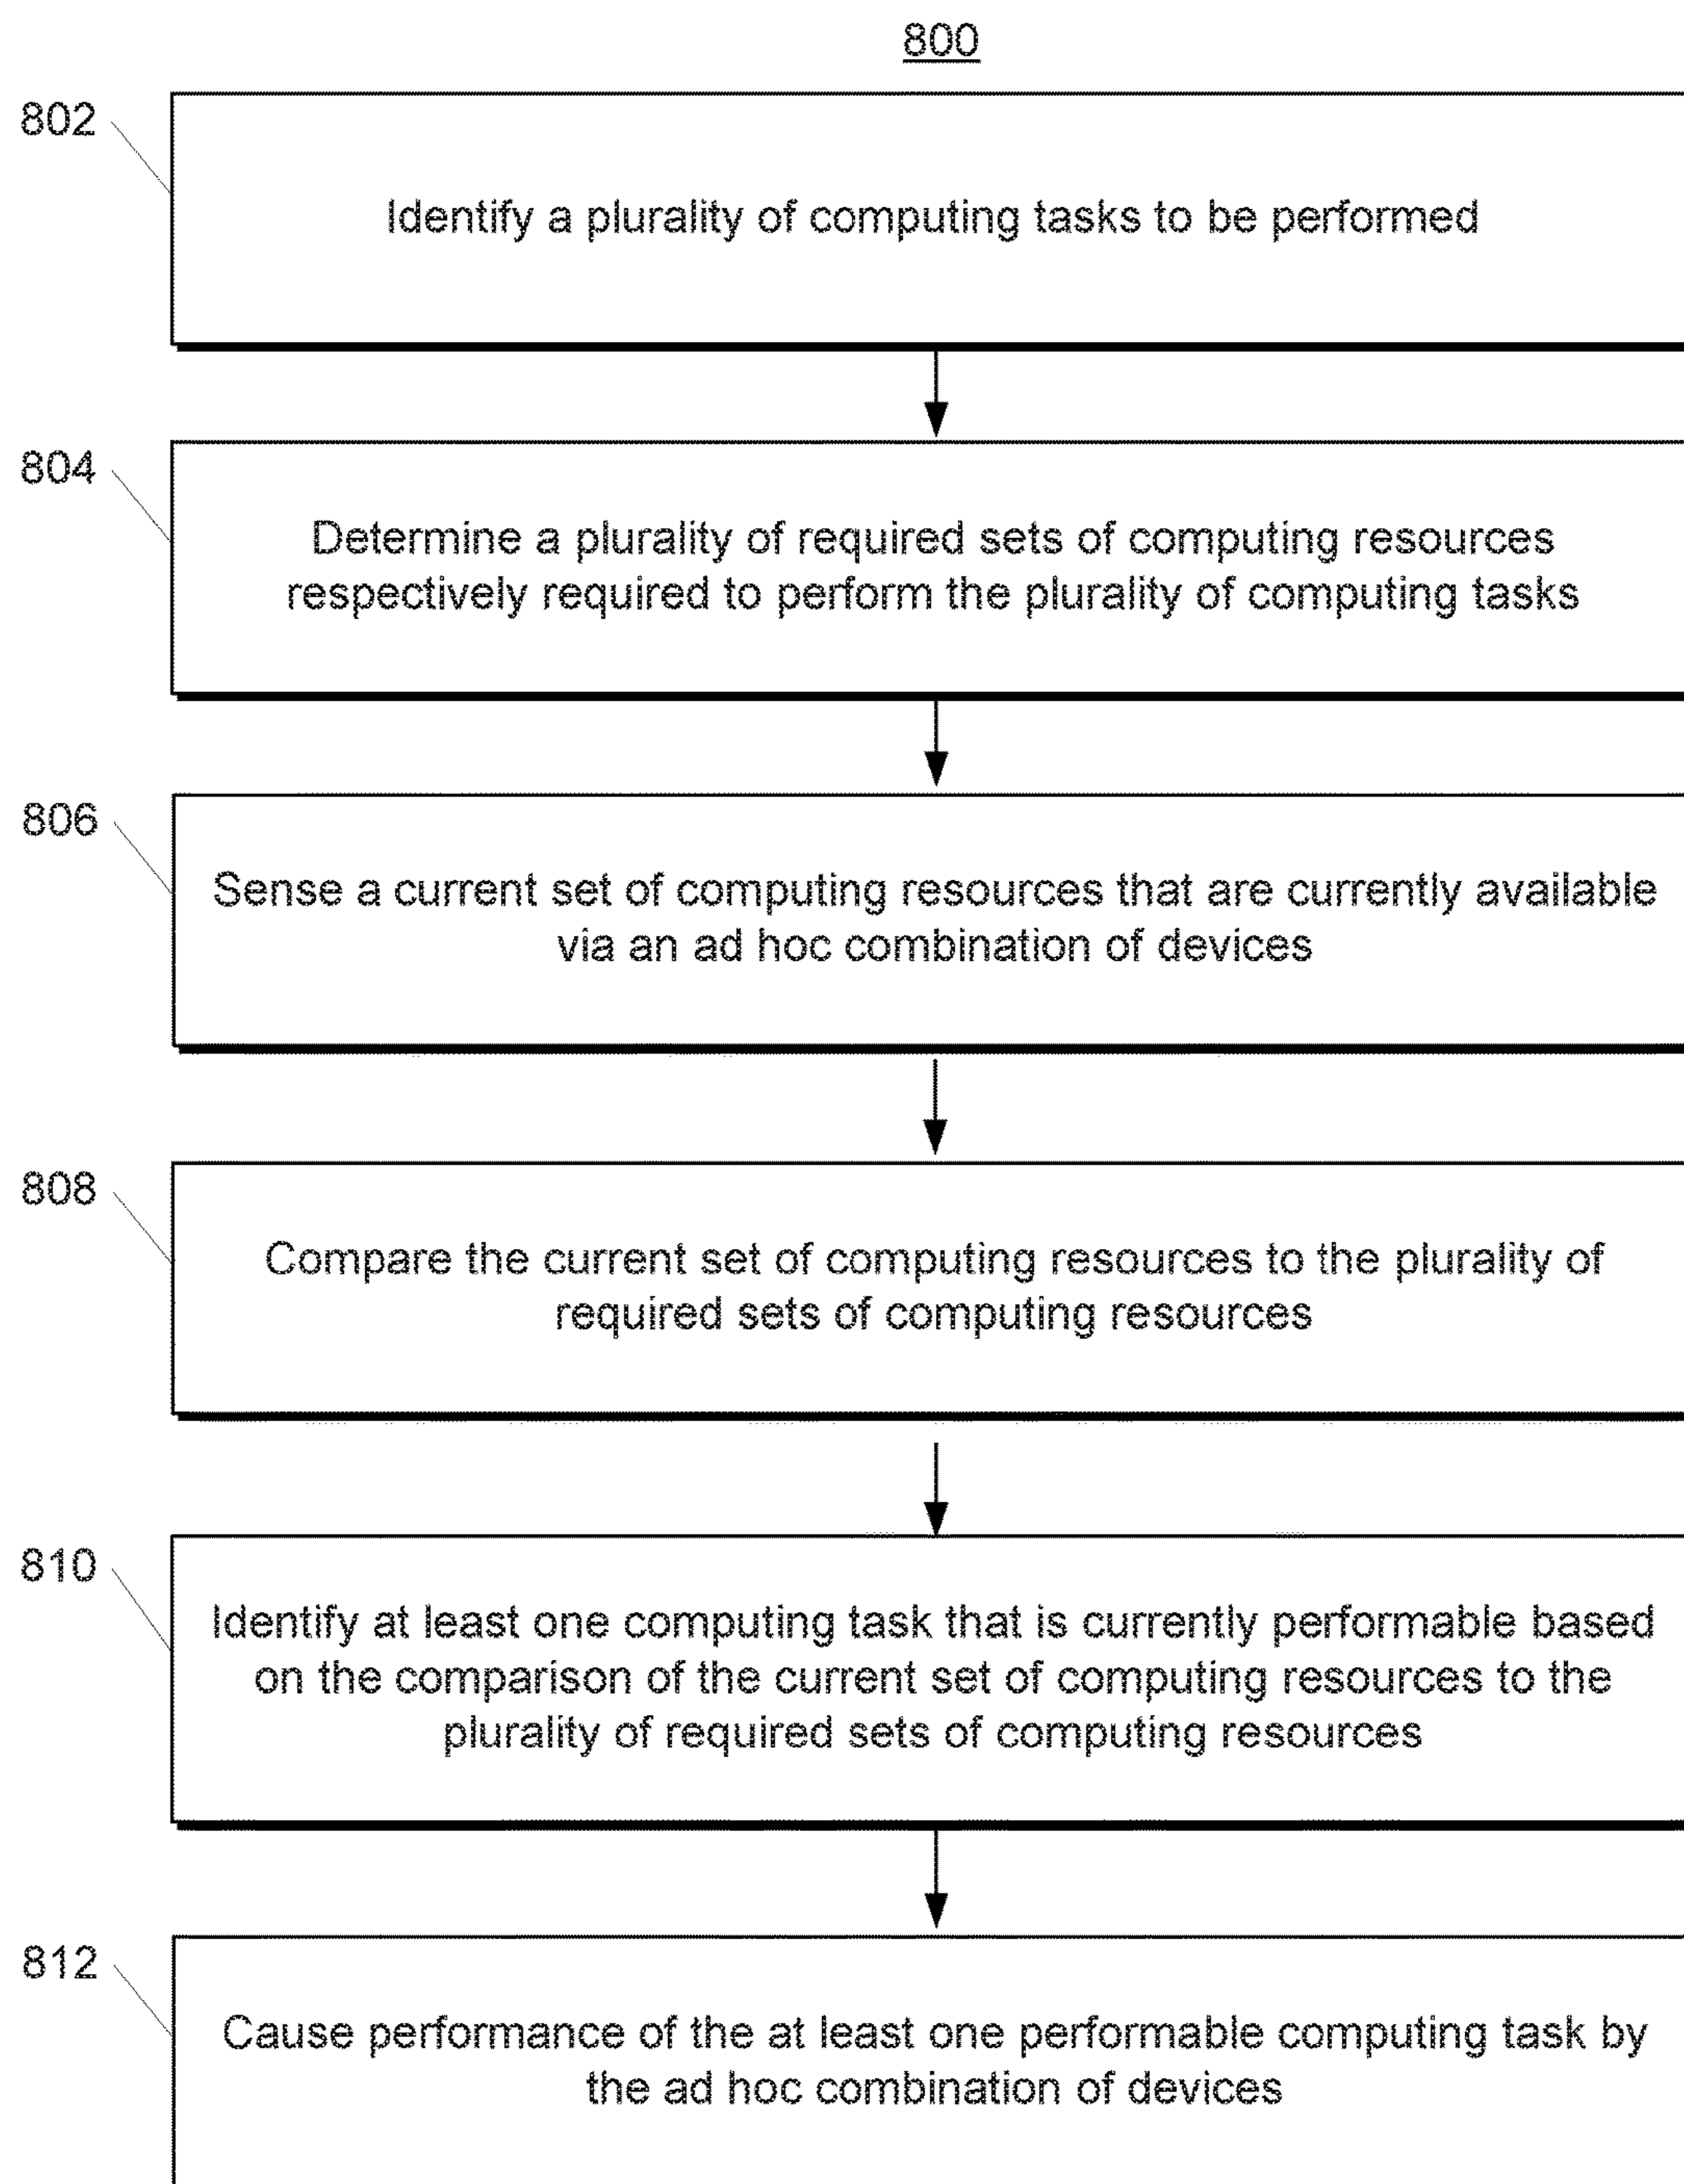 800
802
Identify a plurality of computing tasks to be performed
804
Determine a plurality of required sets of computing resources
respectively required to perform the plurality of computing tasks
806
Sense a current set of computing resources that are currently available
via an ad hoc combination of devices
808
Compare the current set of computing resources to the plurality of
required sets of computing resources
810
Identify at least one computing task that is currently performable based
on the comparison of the current set of computing resources to the
plurality of required sets of computing resources
812
Cause performance of the at least one performable computing task by
the ad hoc combination of devices